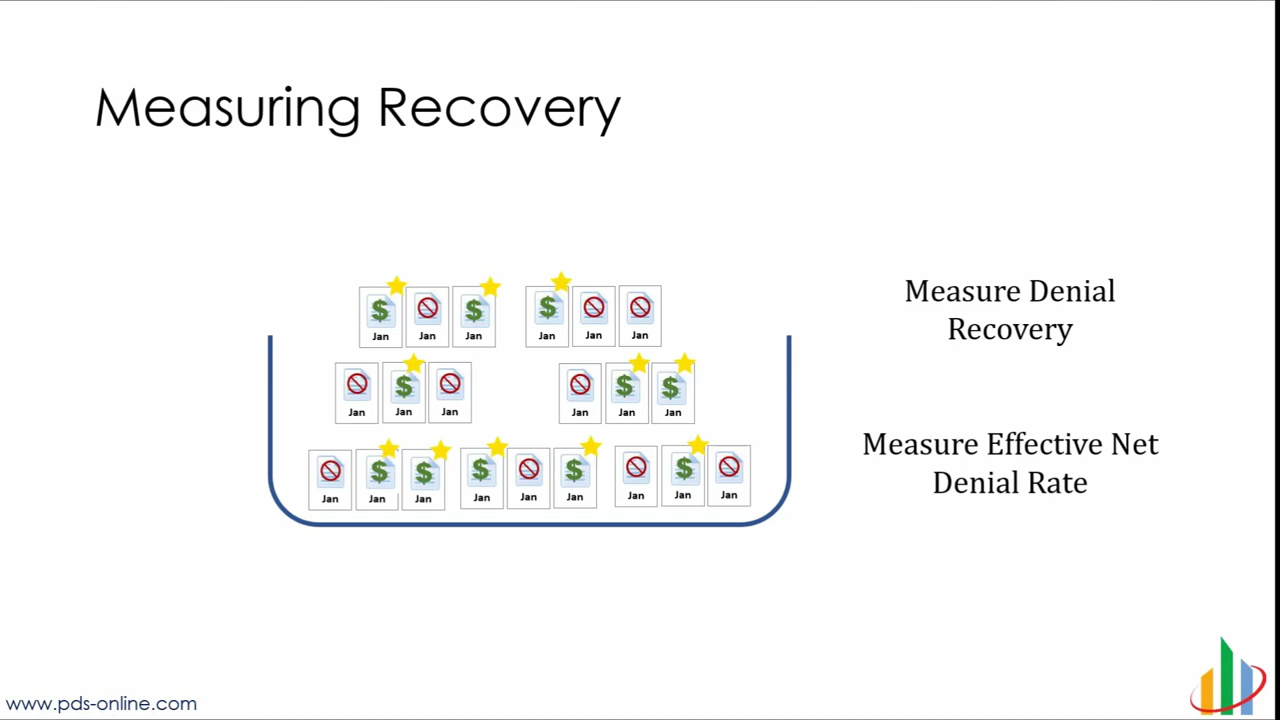 Measuring Recovery
Jan Jan Jan Jan Jan Jan
Jan Jan Jan Jan Jan Jan
Jan Jan Jan Jan Jan Jan Jan Jan Jan
Measure Denial
Recovery
Measure Effective Net
Denial Rate
www.pds-online.com